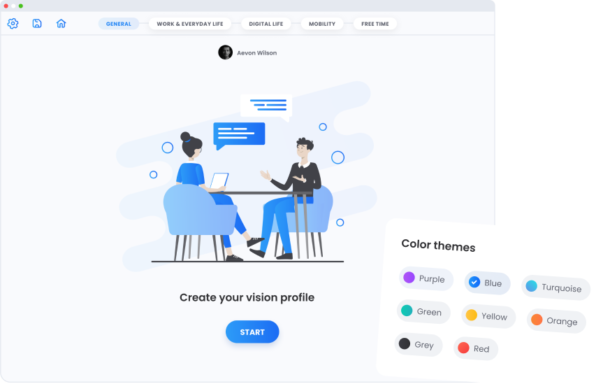 GENERAL
WORK & EVERYDAY LIFE
DIGITAL LIFE
MOBILITY
FREE TIME
Aevon Wilson
Create your vision profile
START
Color themes
Purple
Blue
Turquoise
Green
Yellow
Orange
Grey
Red